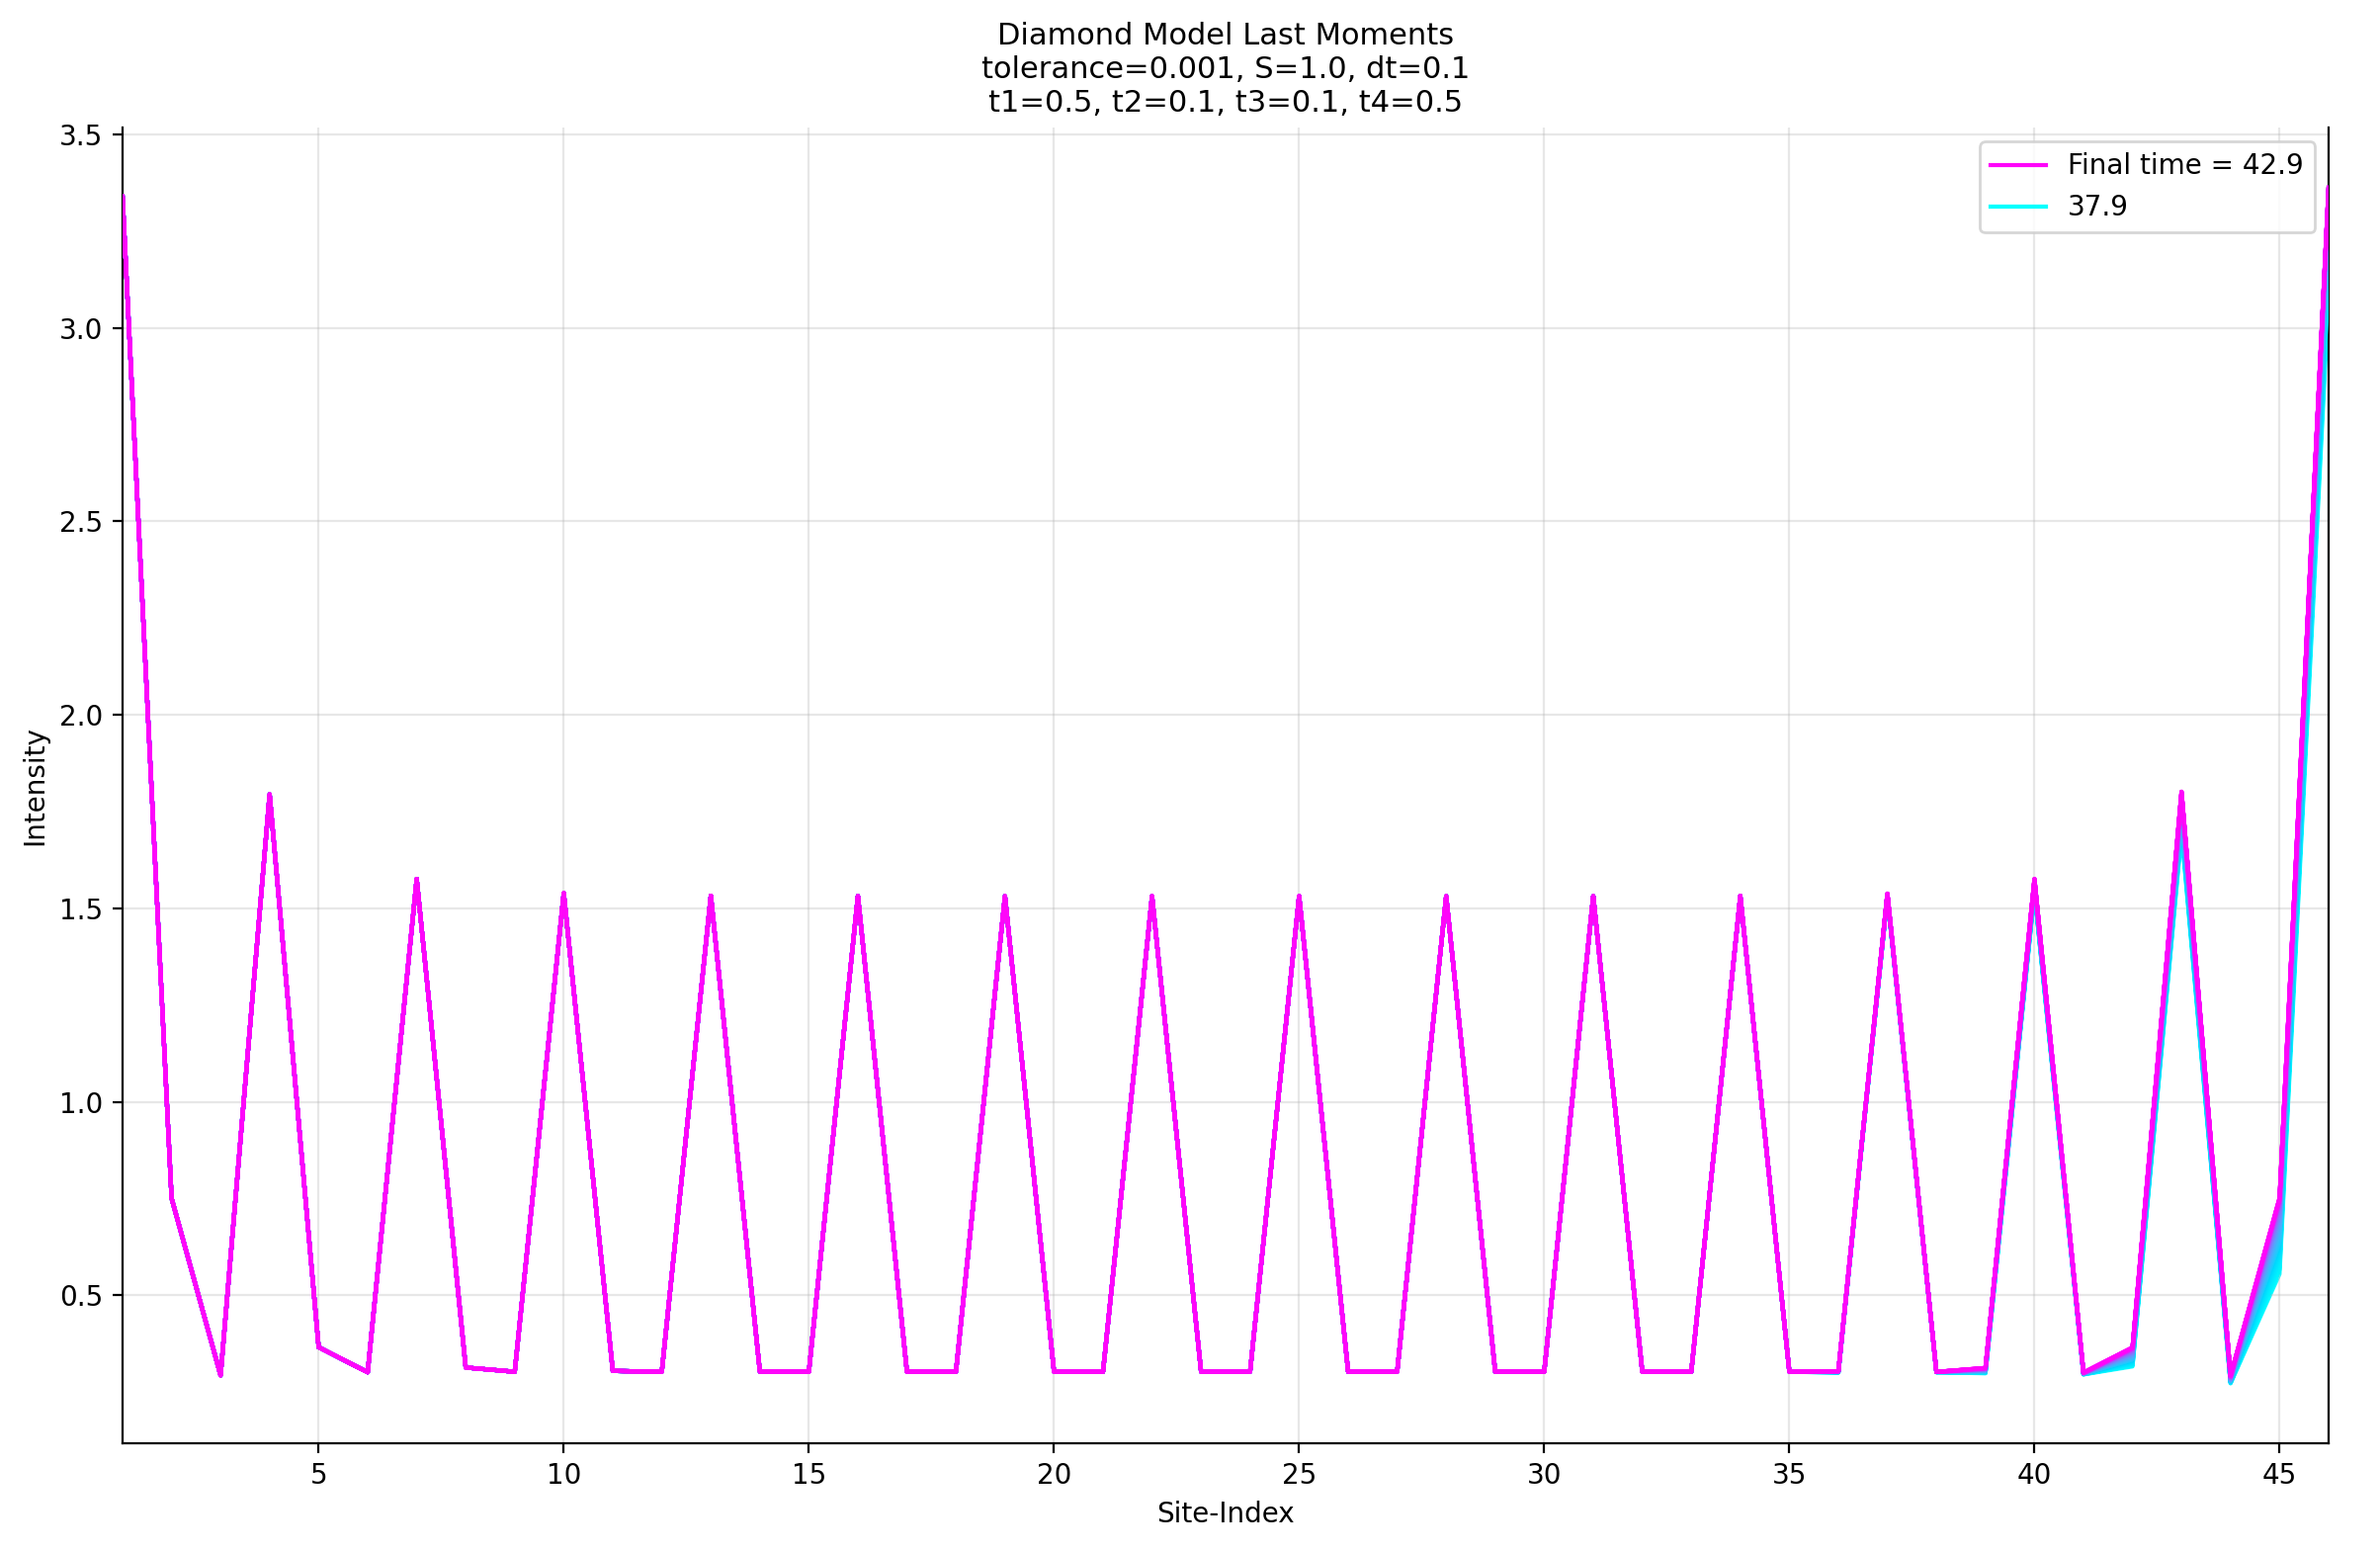 Diamond Model Last Moments
tolerance=0.001, S=1.0, dt=0.1
t1=0.5, t2=0.1, t3=0.1, t4=0.5
Final time = 42.9
37.9
3.5
3.0
2.5
2.0
1.5
1.0
0.5
Intensity
5 10 15 20 25 30 35 40 45
Site-Index